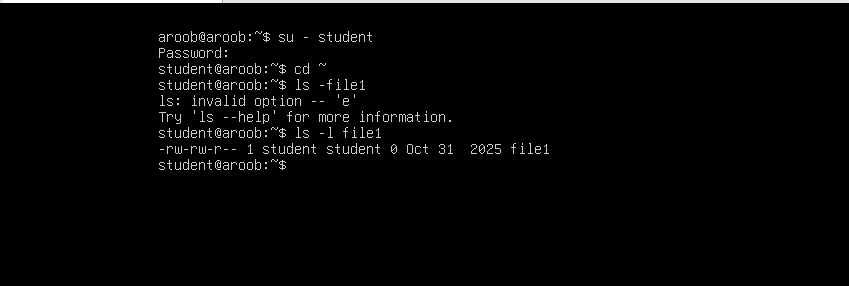 aroob@aroob:~$ su - student
Password:
student@aroob:~$ cd ~
student@aroob:~$ ls -file1
ls: invalid option -- 'e'
Try 'ls --help' for more information.
student@aroob:~$ ls -l file1
-rw-rw-r-- 1 student student 0 Oct 31  2025 file1
student@aroob:~$